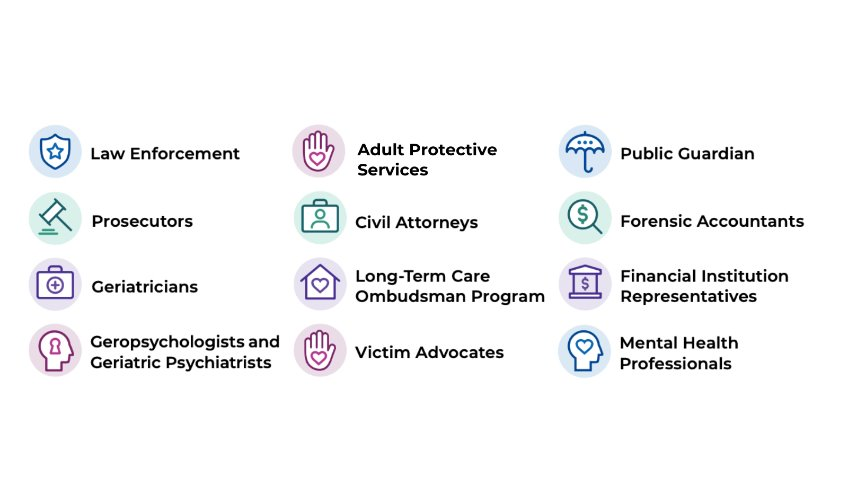 Law Enforcement
Adult Protective
Services
Public Guardian
Prosecutors
Civil Attorneys
Forensic Accountants
Geriatricians
Long-Term Care
Ombudsman Program
Financial Institution
Representatives
Geropsychologists and
Geriatric Psychiatrists
Victim Advocates
Mental Health
Professionals